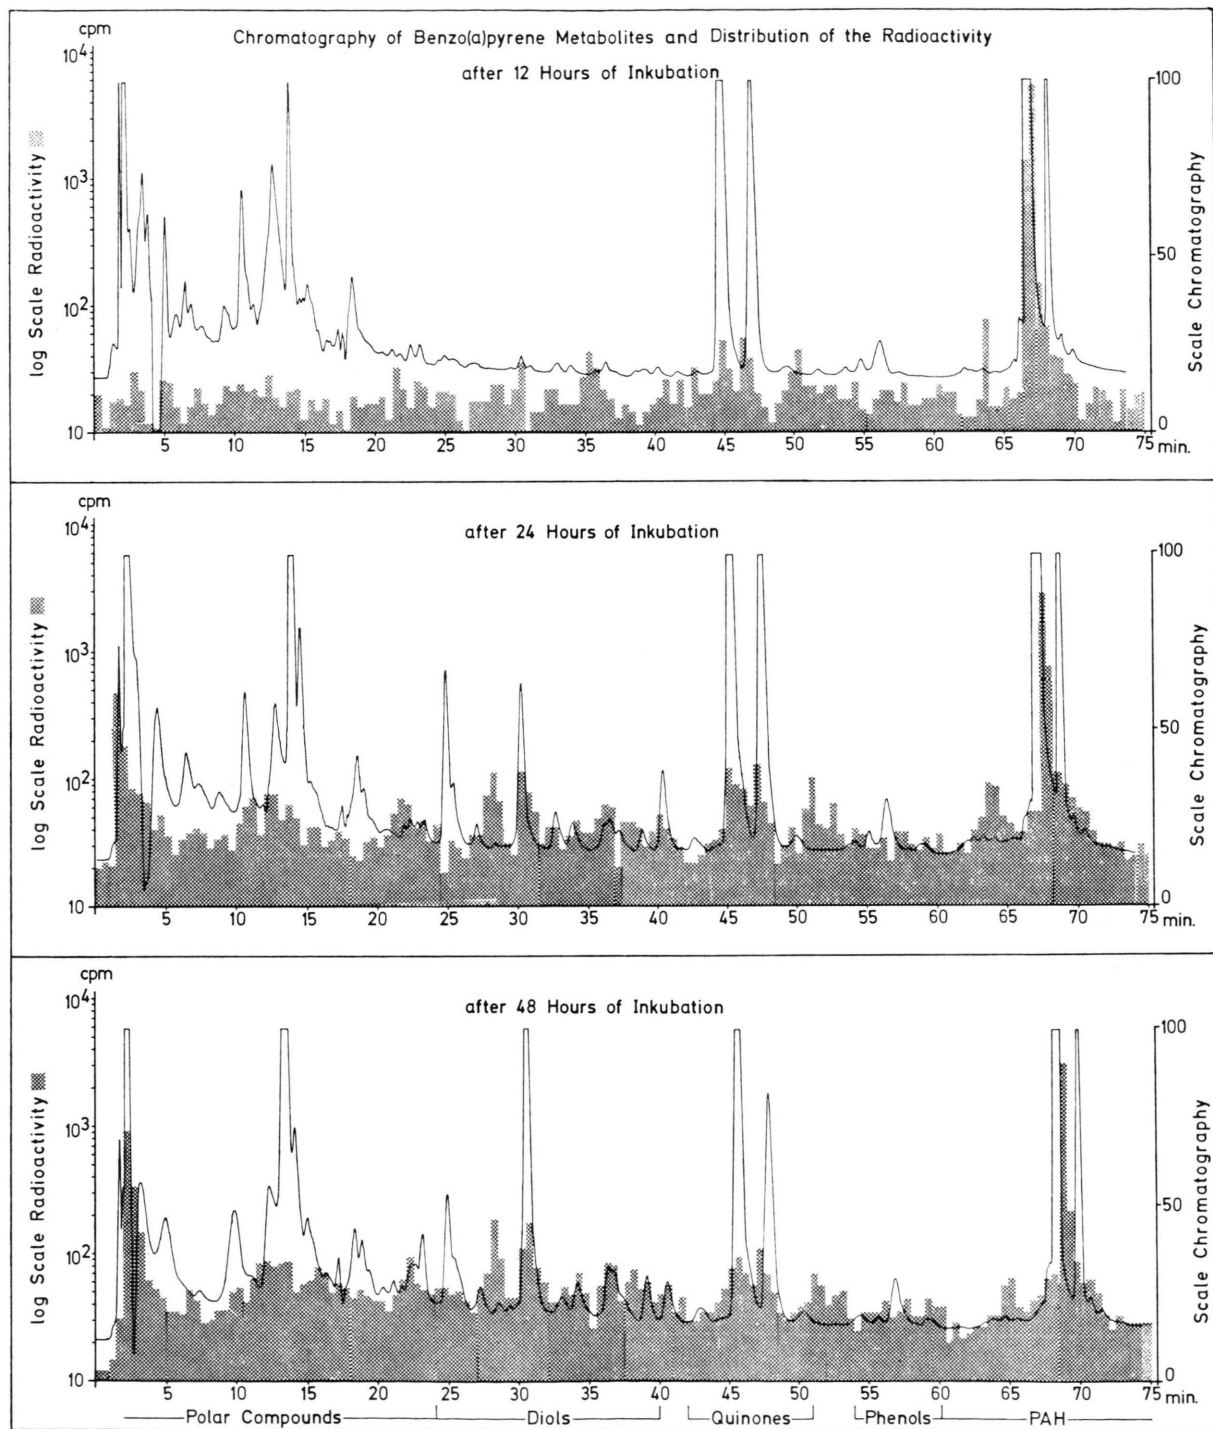 Chromatography of Benzo(a)pyrene Metabolites and Distribution of the Radioactivity
after 12 Hours of Inkubation
cpm
10⁴
10³
10²
10
log Scale Radioactivity
100
50
0
Scale Chromatography
5 10 15 20 25 30 35 40 45 50 55 60 65 70 75 min.
after 24 Hours of Inkubation
cpm
10⁴
10³
10²
10
log Scale Radioactivity
100
50
0
Scale Chromatography
5 10 15 20 25 30 35 40 45 50 55 60 65 70 min.
after 48 Hours of Inkubation
cpm
10⁴
10³
10²
10
log Scale Radioactivity
100
50
0
Scale Chromatography
5 10 15 20 25 30 35 40 45 50 55 60 65 70 75 min.
Polar Compounds Diols Quinones Phenols PAH